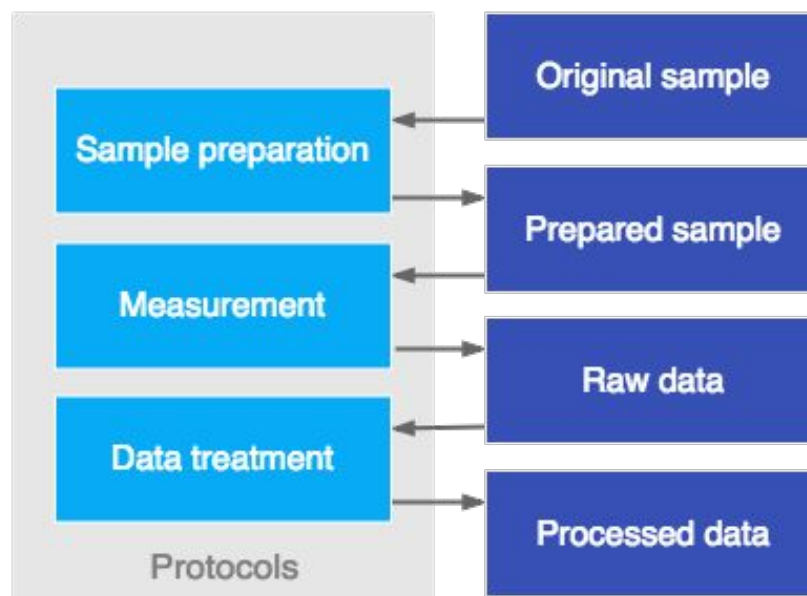 Original sample
Sample preparation
Prepared sample
Measurement
Raw data
Data treatment
Processed data
Protocols